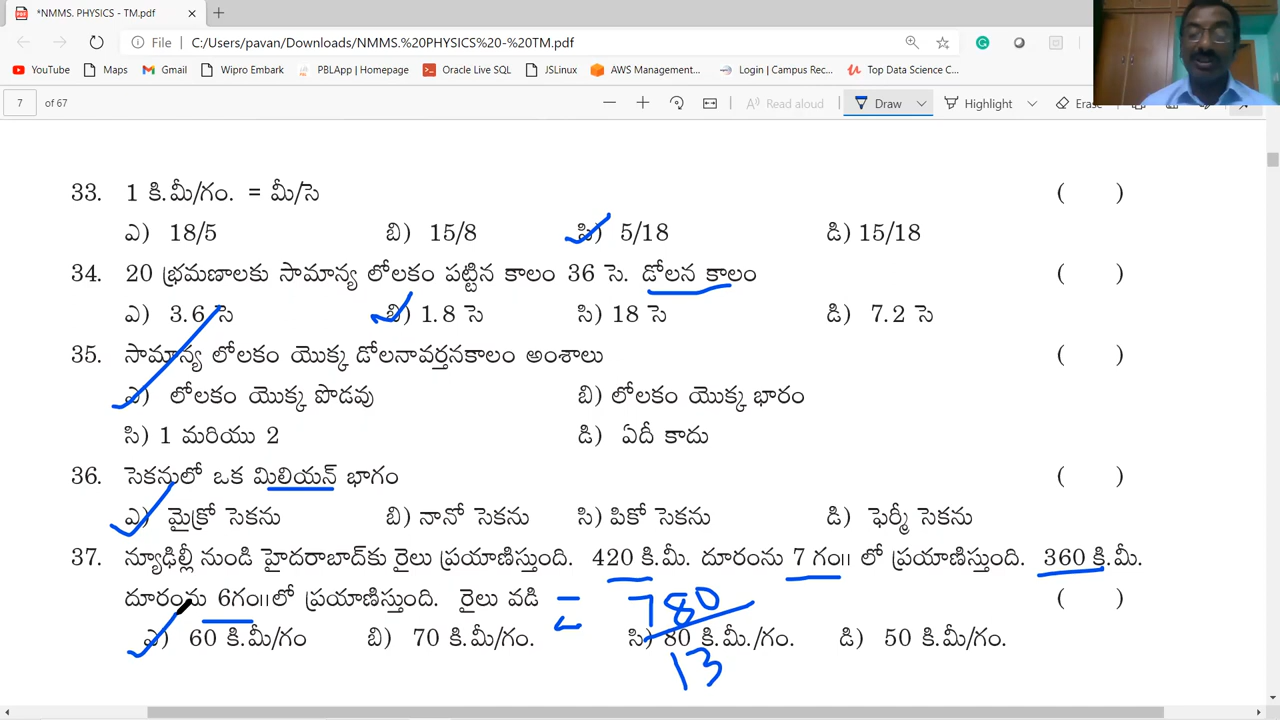 *NMMS. PHYSICS - TM.pdf
File C:/Users/pavan/Downloads/NMMS.%20PHYSICS%20-%20TM.pdf
YouTube Maps Gmail Wipro Embark PBLApp | Homepage Oracle Live SQL JSLinux AWS Management... Login | Campus Rec... Top Data Science C...
7 of 67 Read aloud Draw Highlight Erase
33. 1 కి.మీ/గం. = మీ/సె ( )
ఎ) 18/5 బి) 15/8 సి) 5/18 డి) 15/18
34. 20 భ్రమణాలకు సామాన్య లోలకం పట్టిన కాలం 36 సె. డోలన కాలం ( )
ఎ) 3.6 సె బి) 1.8 సె సి) 18 సె డి) 7.2 సె
35. సామాన్య లోలకం యొక్క డోలనావర్తనకాలం అంశాలు ( )
ఎ) లోలకం యొక్క పొడవు బి) లోలకం యొక్క భారం
సి) 1 మరియు 2 డి) ఏదీ కాదు
36. సెకనులో ఒక మిలియన్ భాగం ( )
ఎ) మైక్రో సెకను బి) నానో సెకను సి) పికో సెకను డి) ఫెర్మీ సెకను
37. న్యూఢిల్లీ నుండి హైదరాబాద్‌కు రైలు ప్రయాణిస్తుంది. 420 కి.మీ. దూరంను 7 గం॥ లో ప్రయాణిస్తుంది. 360 కి.మీ.
దూరంను 6గం॥లో ప్రయాణిస్తుంది. రైలు వడి = 780 ( )
ఎ) 60 కి.మీ/గం బి) 70 కి.మీ/గం. సి) 80 కి.మీ./గం. డి) 50 కి.మీ/గం.
13